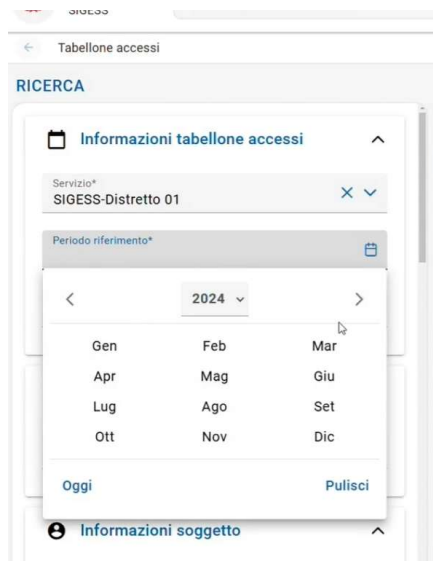 SIGESS
Tabellone accessi
RICERCA
Informazioni tabellone accessi
Servizio*
SIGESS-Distretto 01
Periodo riferimento*
2024
Gen Feb Mar
Apr Mag Giu
Lug Ago Set
Ott Nov Dic
Oggi Pulisci
Informazioni soggetto